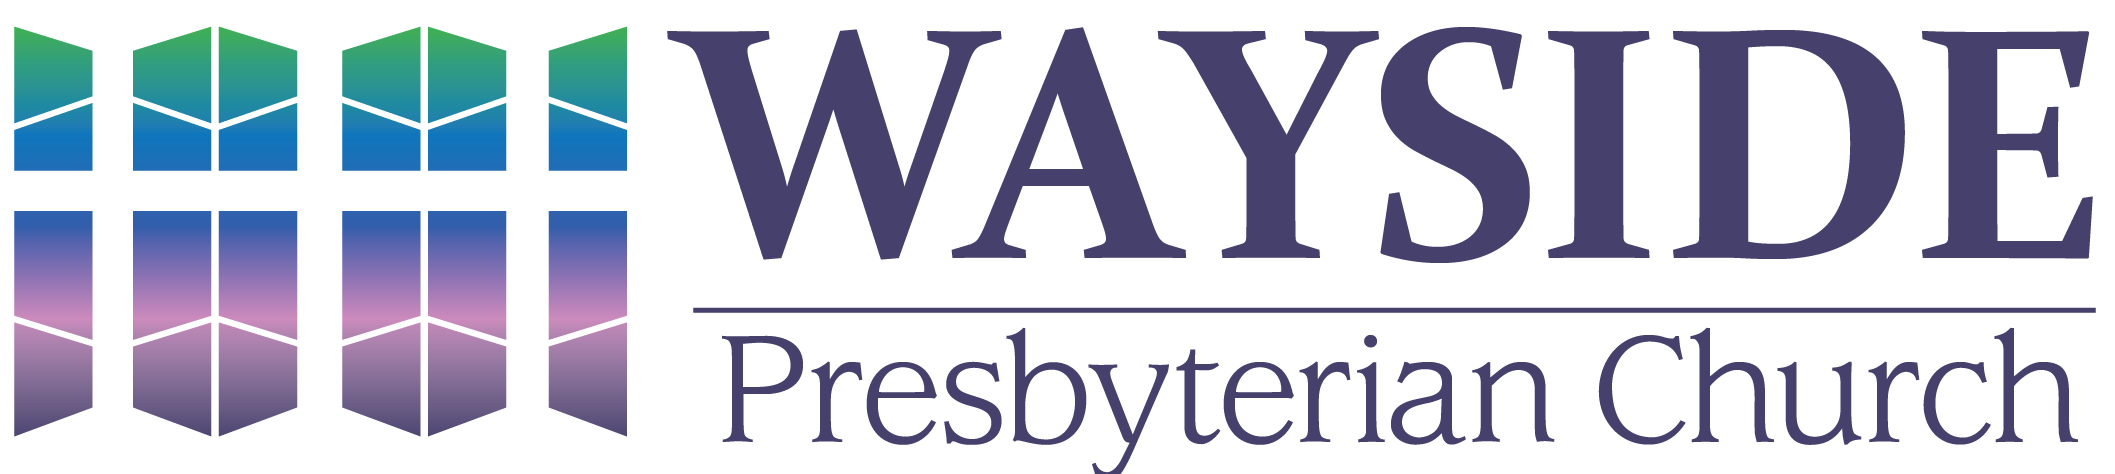 WAYSIDE
Presbyterian Church